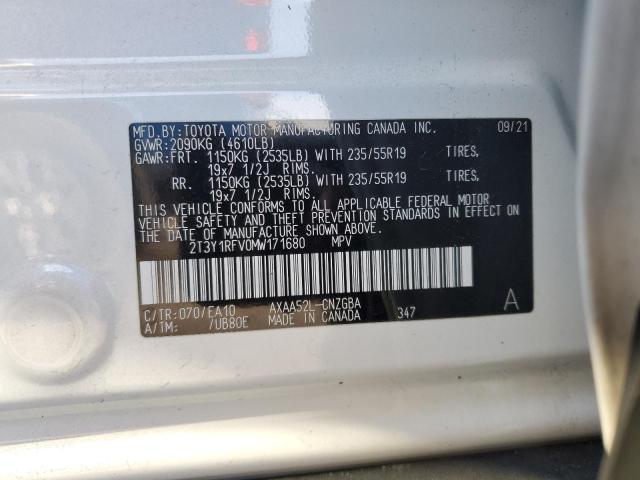 MFD.BY:TOYOTA MOTOR MANUFACTURING CANADA INC. 09/21
GVWR:2090KG (4610LB)
GAWR:FRT. 1150KG (2535LB) WITH 235/55R19 TIRES,
19x7 1/2J RIMS.
RR. 1150KG (2535LB) WITH 235/55R19 TIRES,
19x7 1/2J RIMS.
THIS VEHICLE CONFORMS TO ALL APPLICABLE FEDERAL MOTOR
VEHICLE SAFETY AND THEFT PREVENTION STANDARDS IN EFFECT ON
THE DATE OF MANUFACTURE SHOWN ABOVE.
2T3Y1RFV0MW171680 MPV
C/TR:070/EA10 AXAA52L-CNZGBA A
A/TM: /UB80E MADE IN CANADA 347